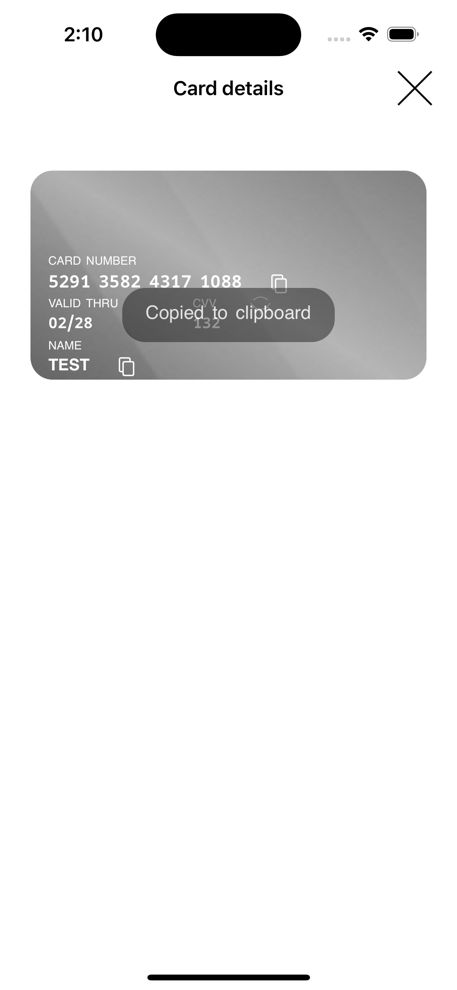 2:10
Card details
CARD NUMBER
5291 3582 4317 1088
VALID THRU CVV
02/28 132
NAME
TEST
Copied to clipboard